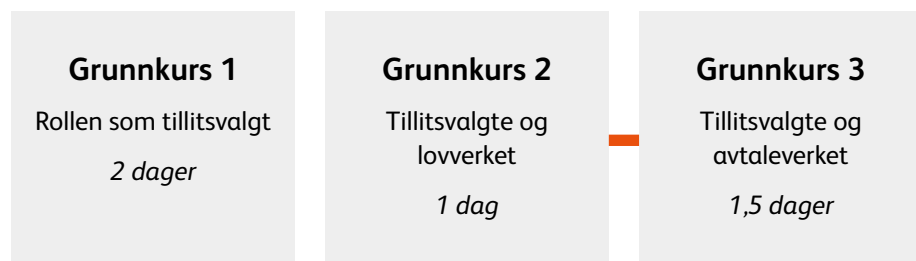 Grunnkurs 1
Rollen som tillitsvalgt
2 dager
Grunnkurs 2
Tillitsvalgte og
lovverket
1 dag
Grunnkurs 3
Tillitsvalgte og
avtaleverket
1,5 dager